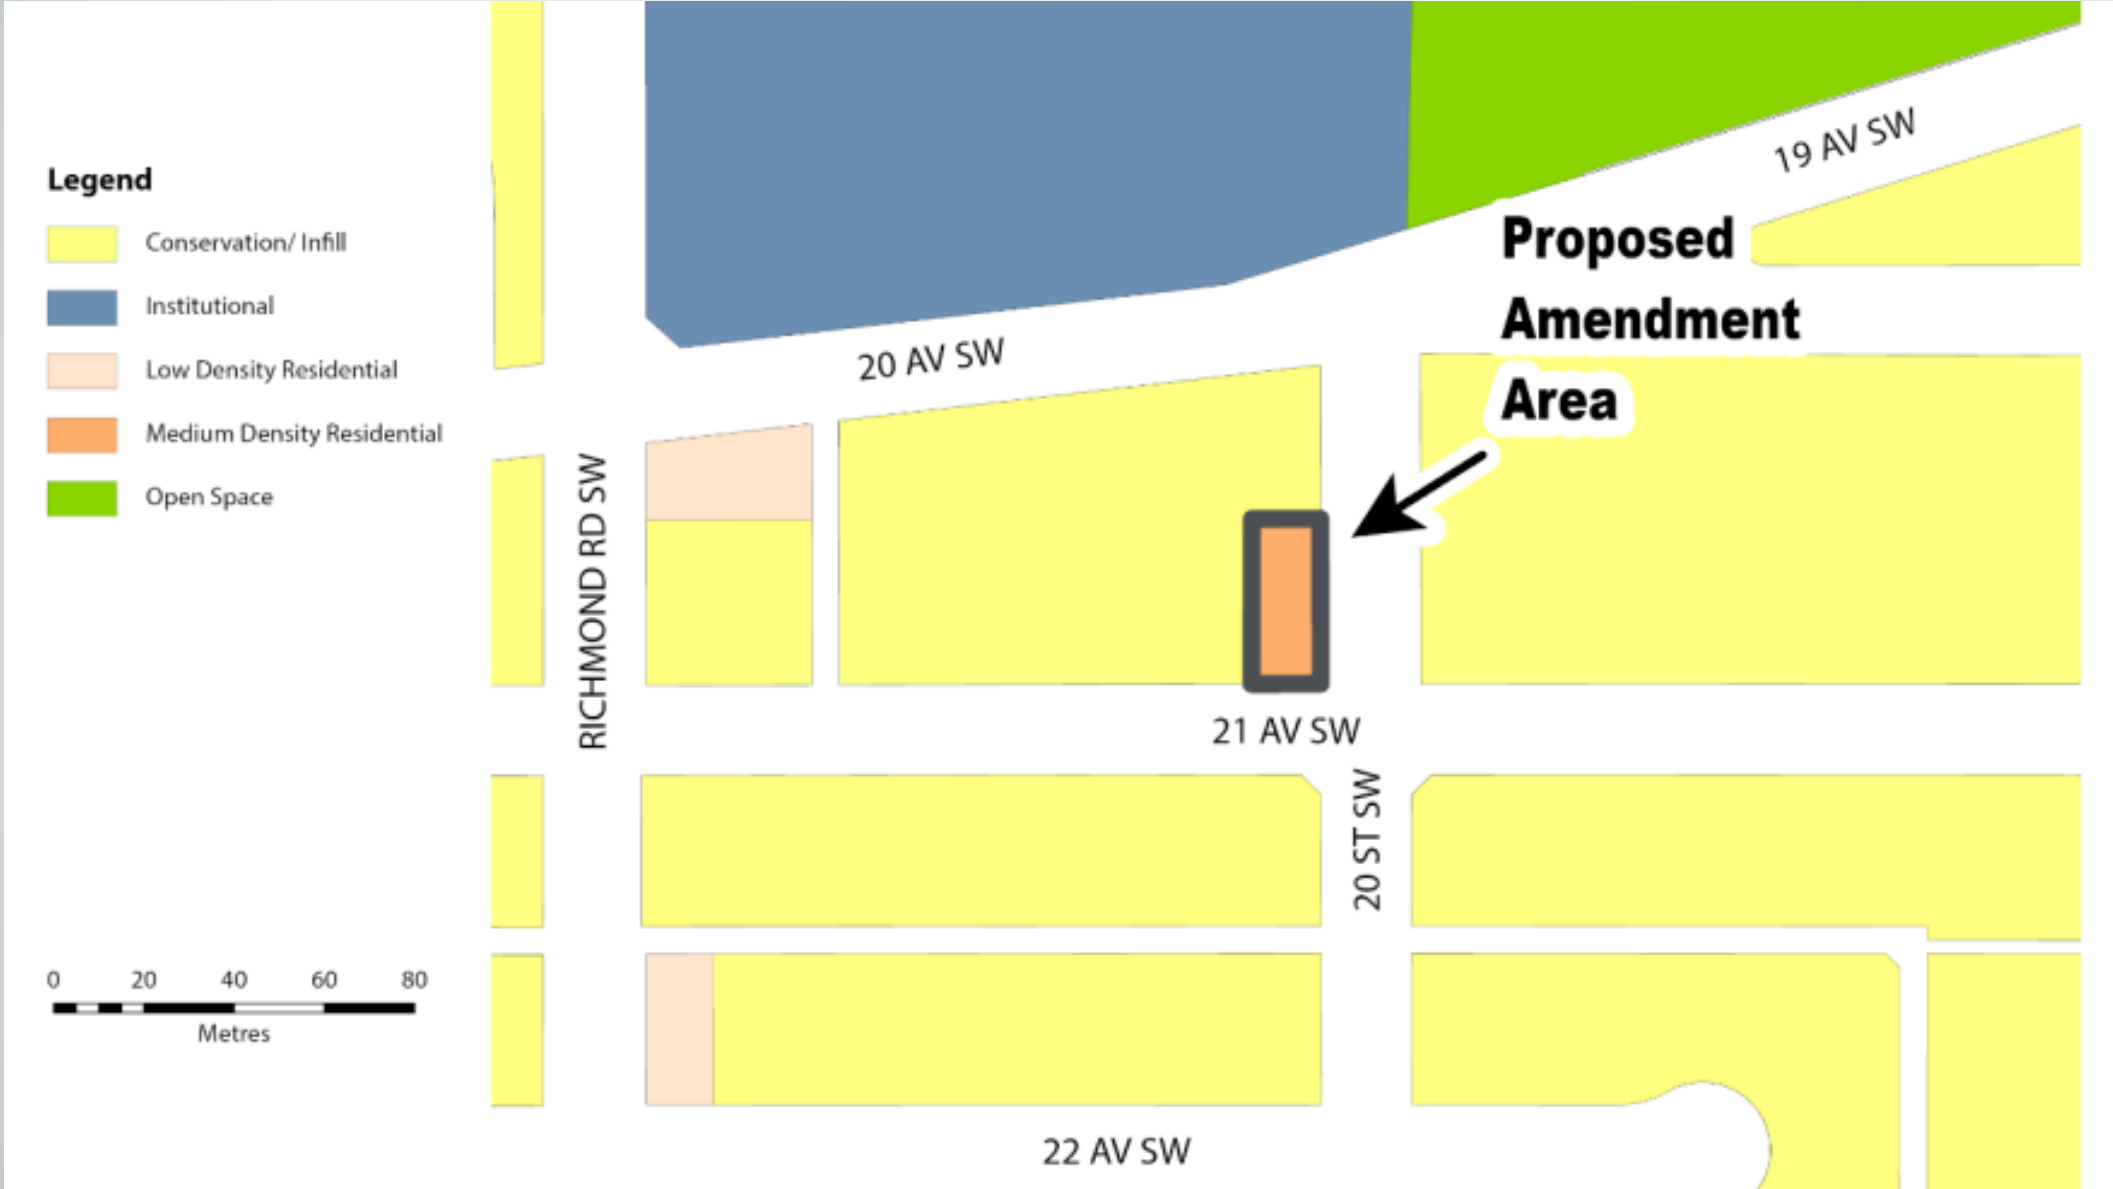 Legend
Conservation/ Infill
Institutional
Low Density Residential
Medium Density Residential
Open Space
0 20 40 60 80
Metres
19 AV SW
Proposed
Amendment
Area
20 AV SW
RICHMOND RD SW
21 AV SW
20 ST SW
22 AV SW